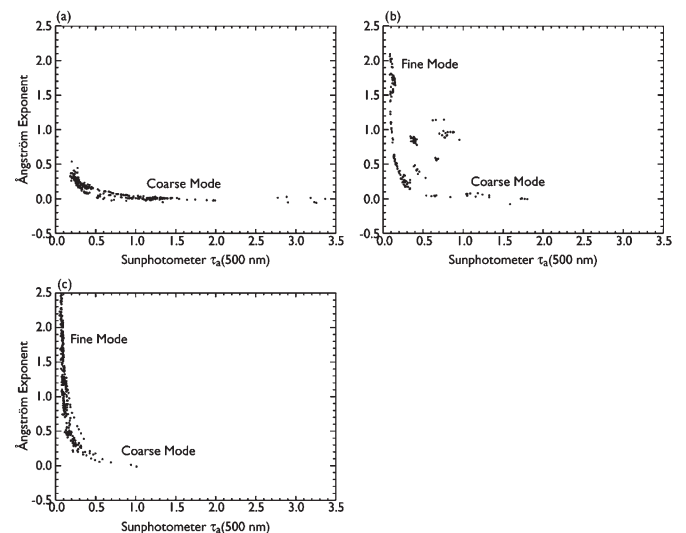 (a)
2.5
2.0
1.5
1.0
0.5
0.0
-0.5
Ångström Exponent
Coarse Mode
0.0 0.5 1.0 1.5 2.0 2.5 3.0 3.5
Sunphotometer τa(500 nm)
(b)
2.5
2.0
1.5
1.0
0.5
0.0
-0.5
Fine Mode
Coarse Mode
0.0 0.5 1.0 1.5 2.0 2.5 3.0 3.5
Sunphotometer τa(500 nm)
(c)
2.5
2.0
1.5
1.0
0.5
0.0
-0.5
Ångström Exponent
Fine Mode
Coarse Mode
0.0 0.5 1.0 1.5 2.0 2.5 3.0 3.5
Sunphotometer τa(500 nm)